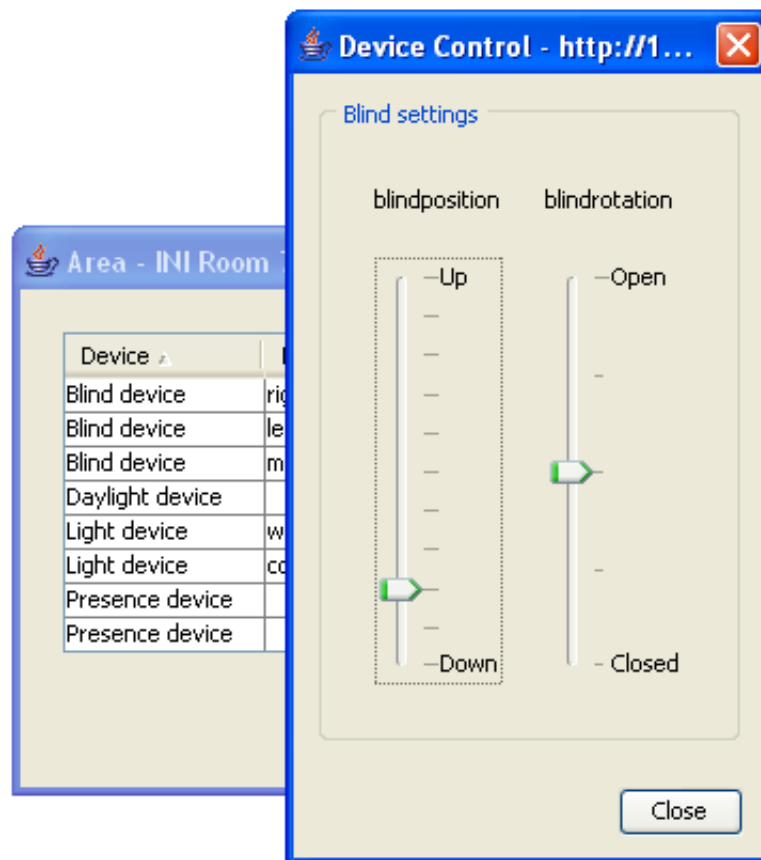 Device Control - http://1...
Blind settings
blindposition
blindrotation
Up
Open
Down
Closed
Close
Area - INI Room
Device
Blind device
Blind device
Blind device
Daylight device
Light device
Light device
Presence device
Presence device